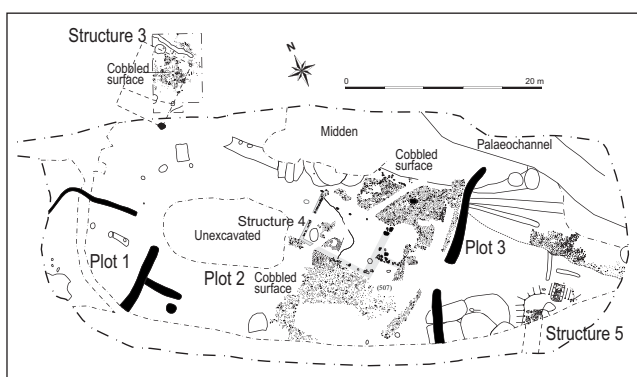 Structure 3
N
Cobbled
surface
0 20 m
Midden
Cobbled
surface
Palaeochannel
Structure 4
Unexcavated
Plot 3
Plot 1
Plot 2
Cobbled
surface
(507)
Structure 5